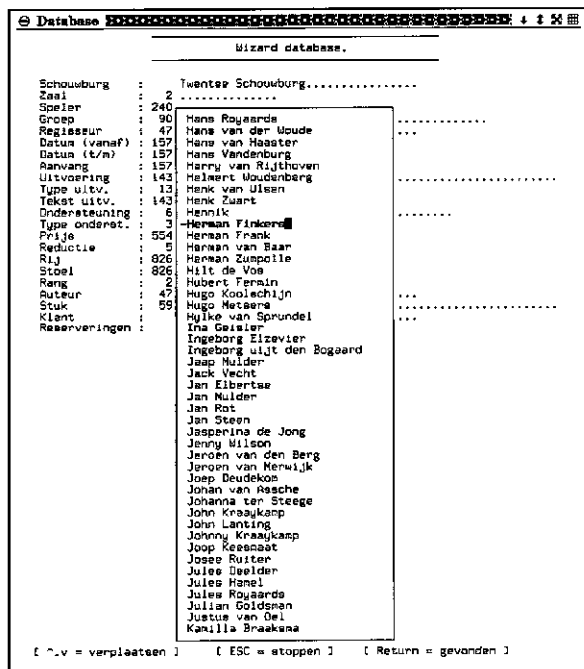 Database
Wizard database.
Schouwburg : Twentse Schouwburg................
Zaal : 2 ..............
Speler : 240
Groep : 90
Regisseur : 47
Datum (vanaf) : 157
Datum (t/m) : 157
Aanvang : 157
Uitvoering : 143
Type uitv. : 13
Tekst uitv. : 143
Ondersteuning : 6
Type onderst. : 3
Prijs : 554
Reductie : 5
Rij : 826
Stoel : 826
Rang : 2
Auteur : 47
Stuk : 59
Klant :
Reserveringen :
Hans Royaards
Hans van der Woude
Hans van Haaster
Hans Vandenburg
Harry van Rijthoven
Helmert Woudenberg
Henk van Ulsen
Henk Zwart
Hennik
-Herman Finkers
Herman Frank
Herman van Baar
Herman Zumpolle
Hilt de Vos
Hubert Fermin
Hugo Koolschijn
Hugo Metsers
Hylke van Sprundel
Ina Geisler
Ingeborg Elzevier
Ingeborg uijt den Bogaard
Jaap Mulder
Jack Vecht
Jan Elbertse
Jan Mulder
Jan Rot
Jan Steen
Jasperina de Jong
Jenny Wilson
Jeroen van den Berg
Jeroen van Merwijk
Joep Deudekom
Johan van Assche
Johanna ter Steege
John Kraaykamp
John Lanting
Johnny Kraaykamp
Joop Keesmaat
Josee Ruiter
Jules Deelder
Jules Hamel
Jules Royaards
Julian Goldsman
Justus van Oel
Kamilla Braaksma
[ ^,v = verplaatsen ] [ ESC = stoppen ] [ Return = gevonden ]